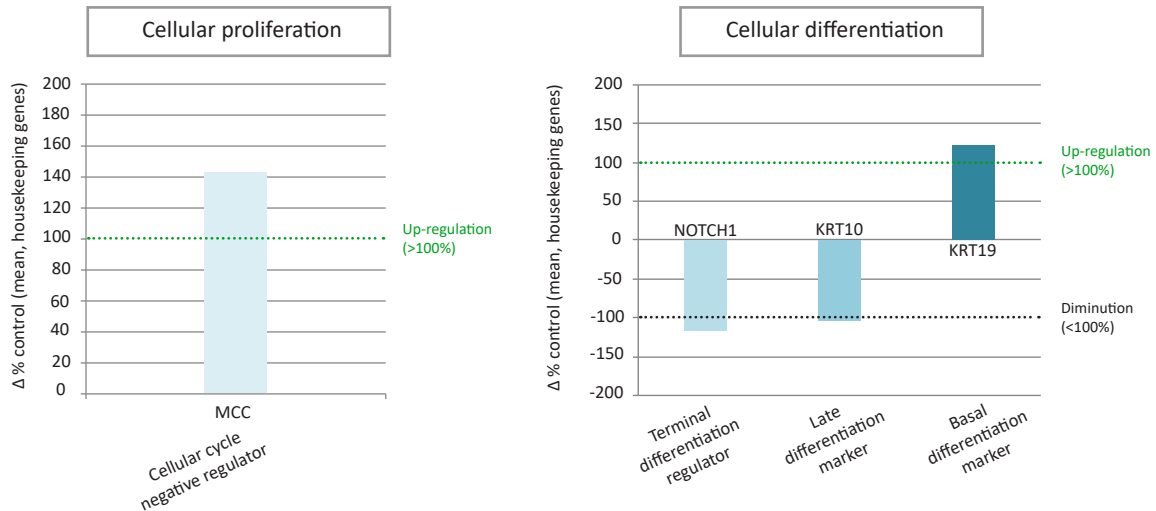 Cellular proliferation
Δ % control (mean, housekeeping genes)
200
180
160
140
120
100
80
60
40
20
0
Up-regulation
(>100%)
MCC
Cellular cycle
negative regulator
Cellular differentiation
Δ % control (mean, housekeeping genes)
200
150
100
50
0
-50
-100
-150
-200
NOTCH1
KRT10
KRT19
Up-regulation
(>100%)
Diminution
(<100%)
Terminal
differentiation
regulator
Late
differentiation
marker
Basal
differentiation
marker